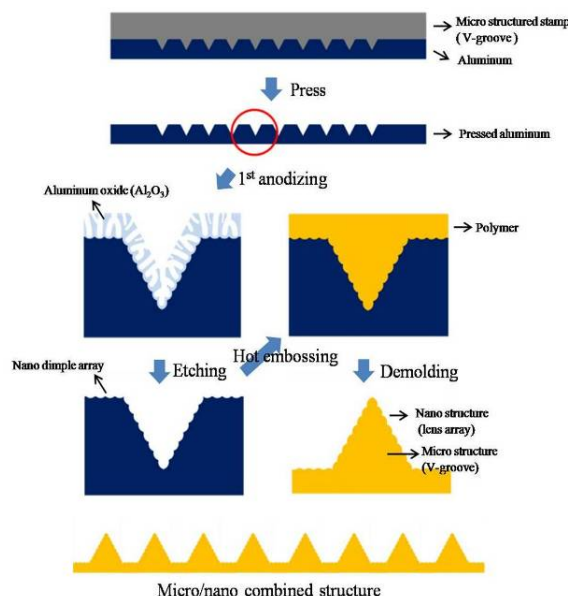 Micro structured stamp
( V-groove )
Aluminum
Press
Pressed aluminum
1st anodizing
Aluminum oxide (Al2O3)
Polymer
Hot embossing
Nano dimple array
Etching
Demolding
Nano structure
(lens array)
Micro structure
(V-groove)
Micro/nano combined structure